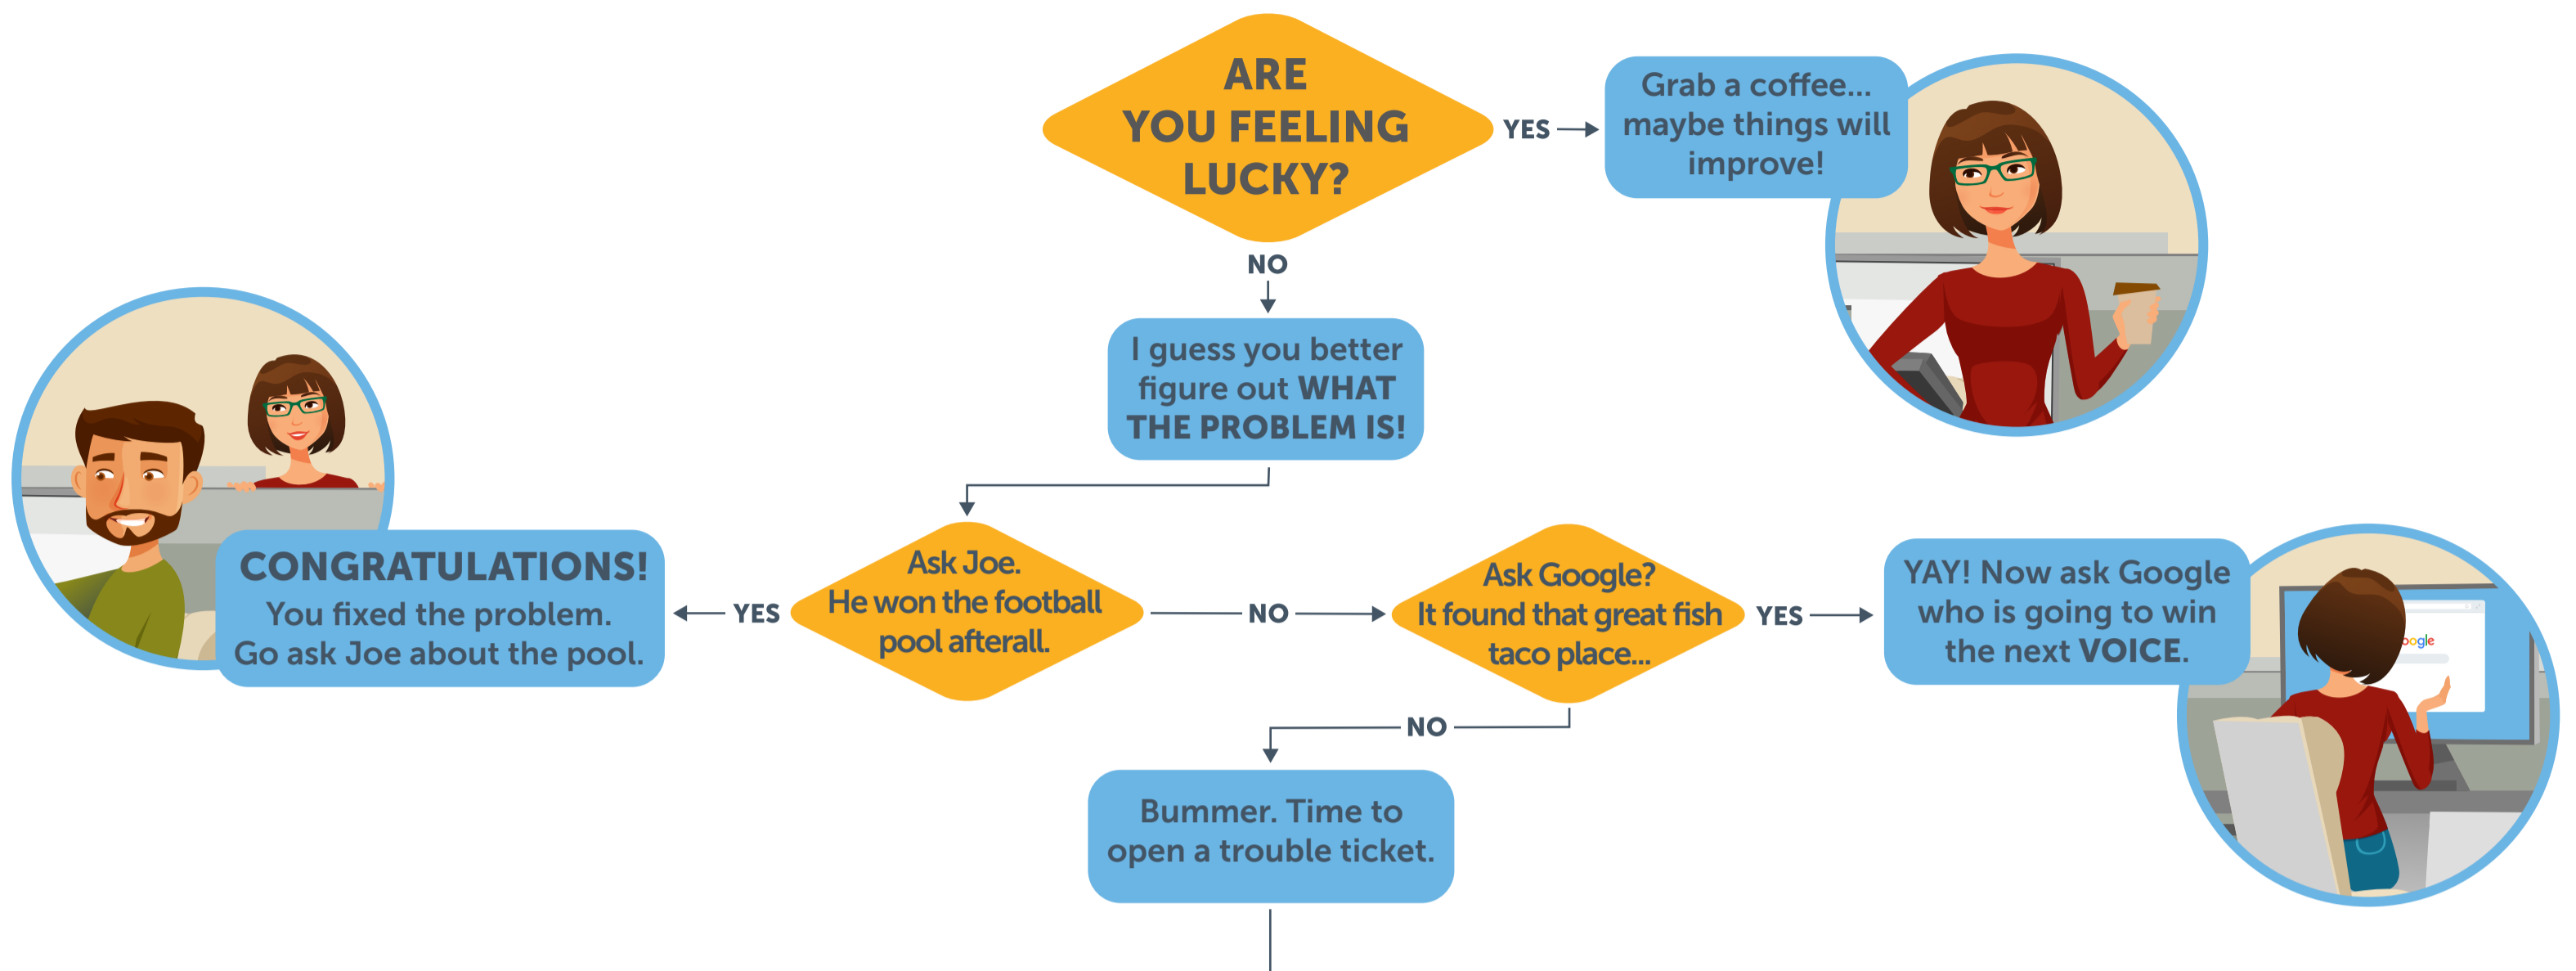 ARE
YOU FEELING
LUCKY?
YES
Grab a coffee...
maybe things will
improve!
NO
I guess you better
figure out WHAT
THE PROBLEM IS!
CONGRATULATIONS!
You fixed the problem.
Go ask Joe about the pool.
YES
Ask Joe.
He won the football
pool afterall.
NO
Ask Google?
It found that great fish
taco place...
YES
YAY! Now ask Google
who is going to win
the next VOICE.
ogle
NO
Bummer. Time to
open a trouble ticket.